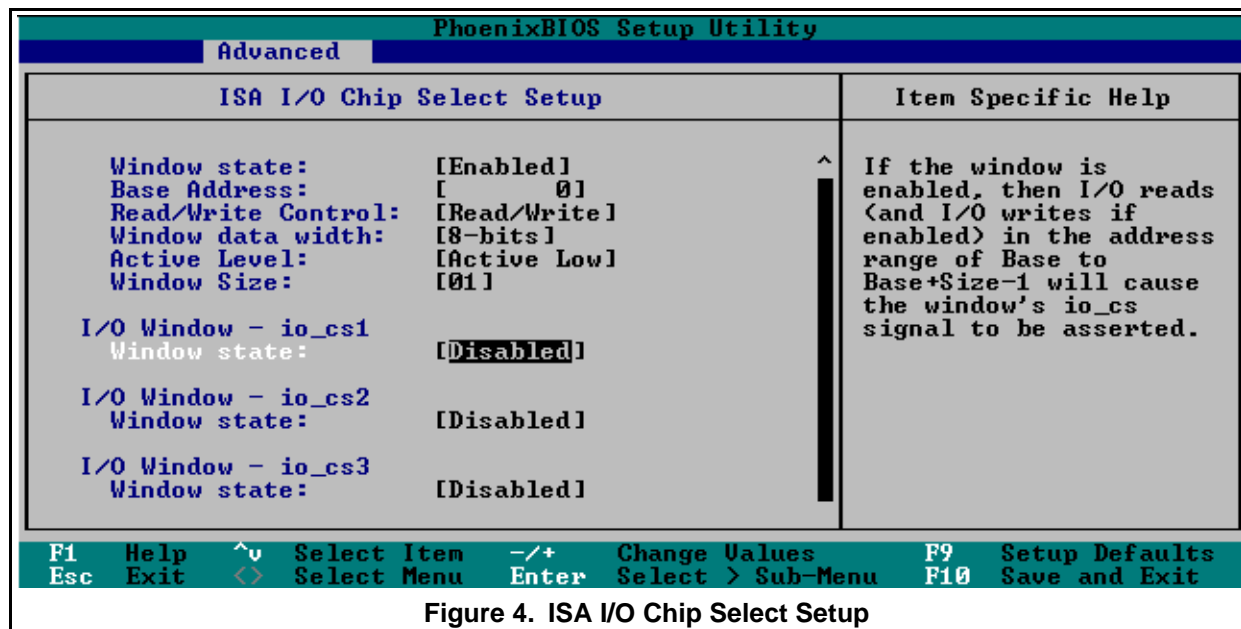 PhoenixBIOS Setup Utility
Advanced
ISA I/O Chip Select Setup
Item Specific Help
Window state: [Enabled]
Base Address: [ 0]
Read/Write Control: [Read/Write]
Window data width: [8-bits]
Active Level: [Active Low]
Window Size: [01]
I/O Window - io_cs1
Window state: [Disabled]
I/O Window - io_cs2
Window state: [Disabled]
I/O Window - io_cs3
Window state: [Disabled]
If the window is
enabled, then I/O reads
(and I/O writes if
enabled) in the address
range of Base to
Base+Size-1 will cause
the window's io_cs
signal to be asserted.
F1 Help ^v Select Item -/+ Change Values F9 Setup Defaults
Esc Exit <> Select Menu Enter Select > Sub-Menu F10 Save and Exit
Figure 4. ISA I/O Chip Select Setup